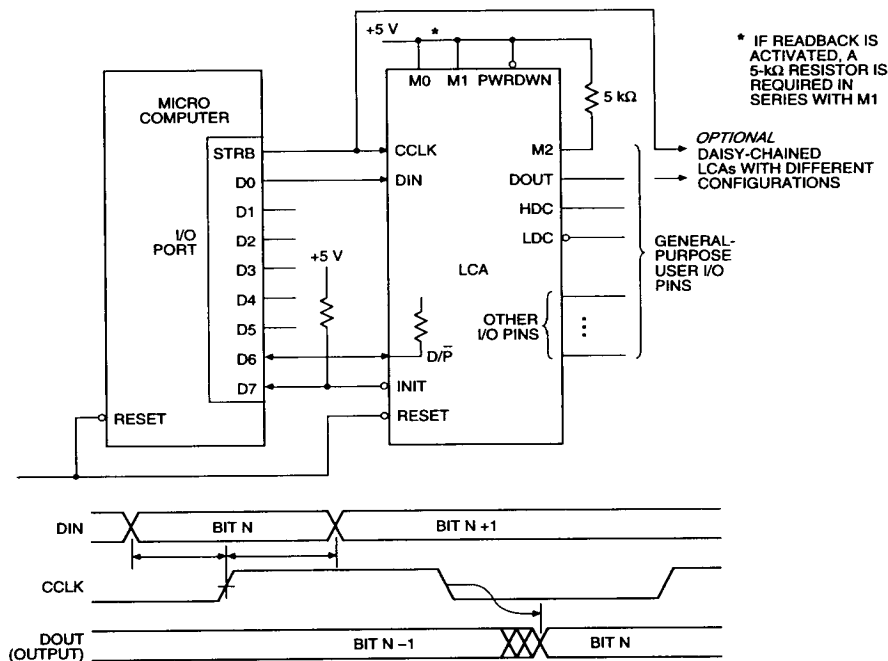 +5 V
*
* IF READBACK IS
ACTIVATED, A
5-kΩ RESISTOR IS
REQUIRED IN
SERIES WITH M1
M0
M1
PWRDWN
MICRO
COMPUTER
5 kΩ
STRB
CCLK
M2
OPTIONAL
DAISY-CHAINED
LCAs WITH DIFFERENT
CONFIGURATIONS
D0
DIN
DOUT
D1
HDC
I/O
PORT
D2
LDC
D3
+5 V
LCA
GENERAL-
PURPOSE
USER I/O
PINS
D4
D5
OTHER
I/O PINS
D6
D/P̅
D7
INIT
RESET
RESET
DIN
BIT N
BIT N +1
CCLK
DOUT
(OUTPUT)
BIT N –1
BIT N